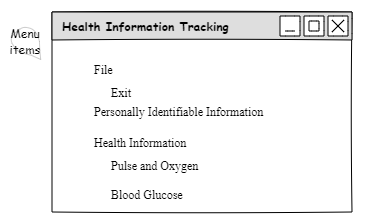 Menu
items
Health Information Tracking
File
Exit
Personally Identifiable Information
Health Information
Pulse and Oxygen
Blood Glucose